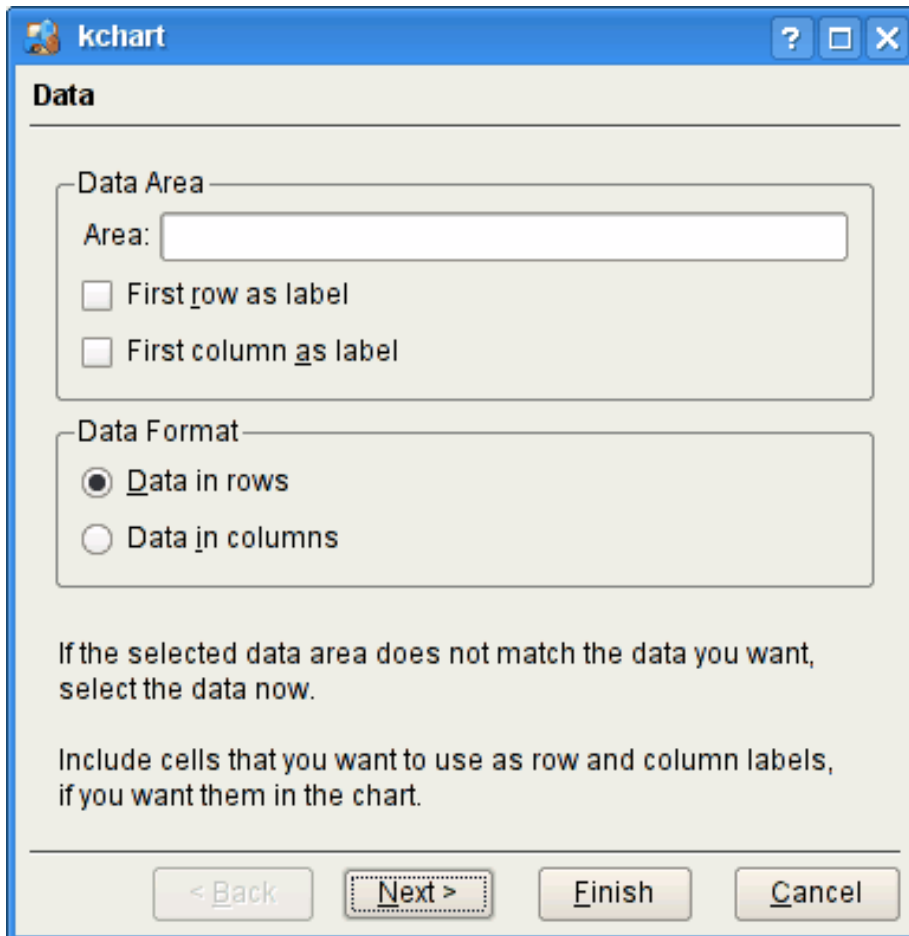 kchart
Data
Data Area
Area:
First row as label
First column as label
Data Format
Data in rows
Data in columns
If the selected data area does not match the data you want,
select the data now.
Include cells that you want to use as row and column labels,
if you want them in the chart.
< Back Next > Finish Cancel